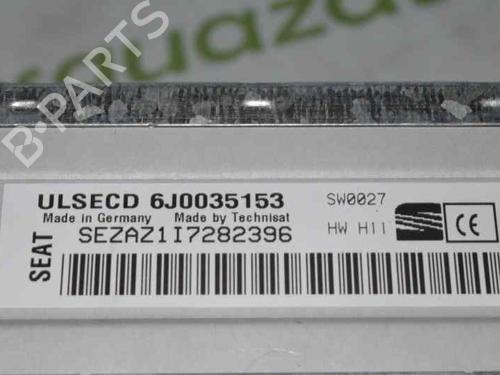 B-PARTS
ULSECD 6J0035153
SW0027
Made in Germany Made by Technisat
SEZAZ1I7282396
HW H11
SEAT
CE